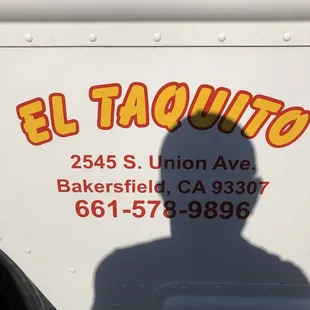 EL TAQUITO
2545 S. Union Ave.
Bakersfield, CA 93307
661-578-9896